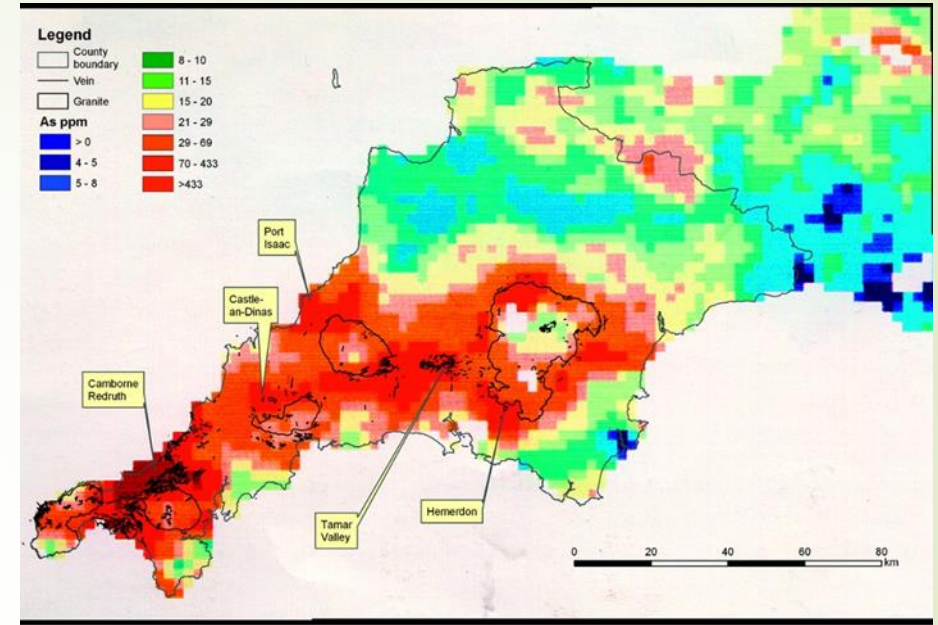 Legend
County
boundary
Vein
Granite
As ppm
> 0
4 - 5
5 - 8
8 - 10
11 - 15
15 - 20
21 - 29
29 - 69
70 - 433
>433
Port
Isaac
Castle-
an-Dinas
Camborne
Redruth
Tamar
Valley
Hemerdon
0 20 40 60 80
km